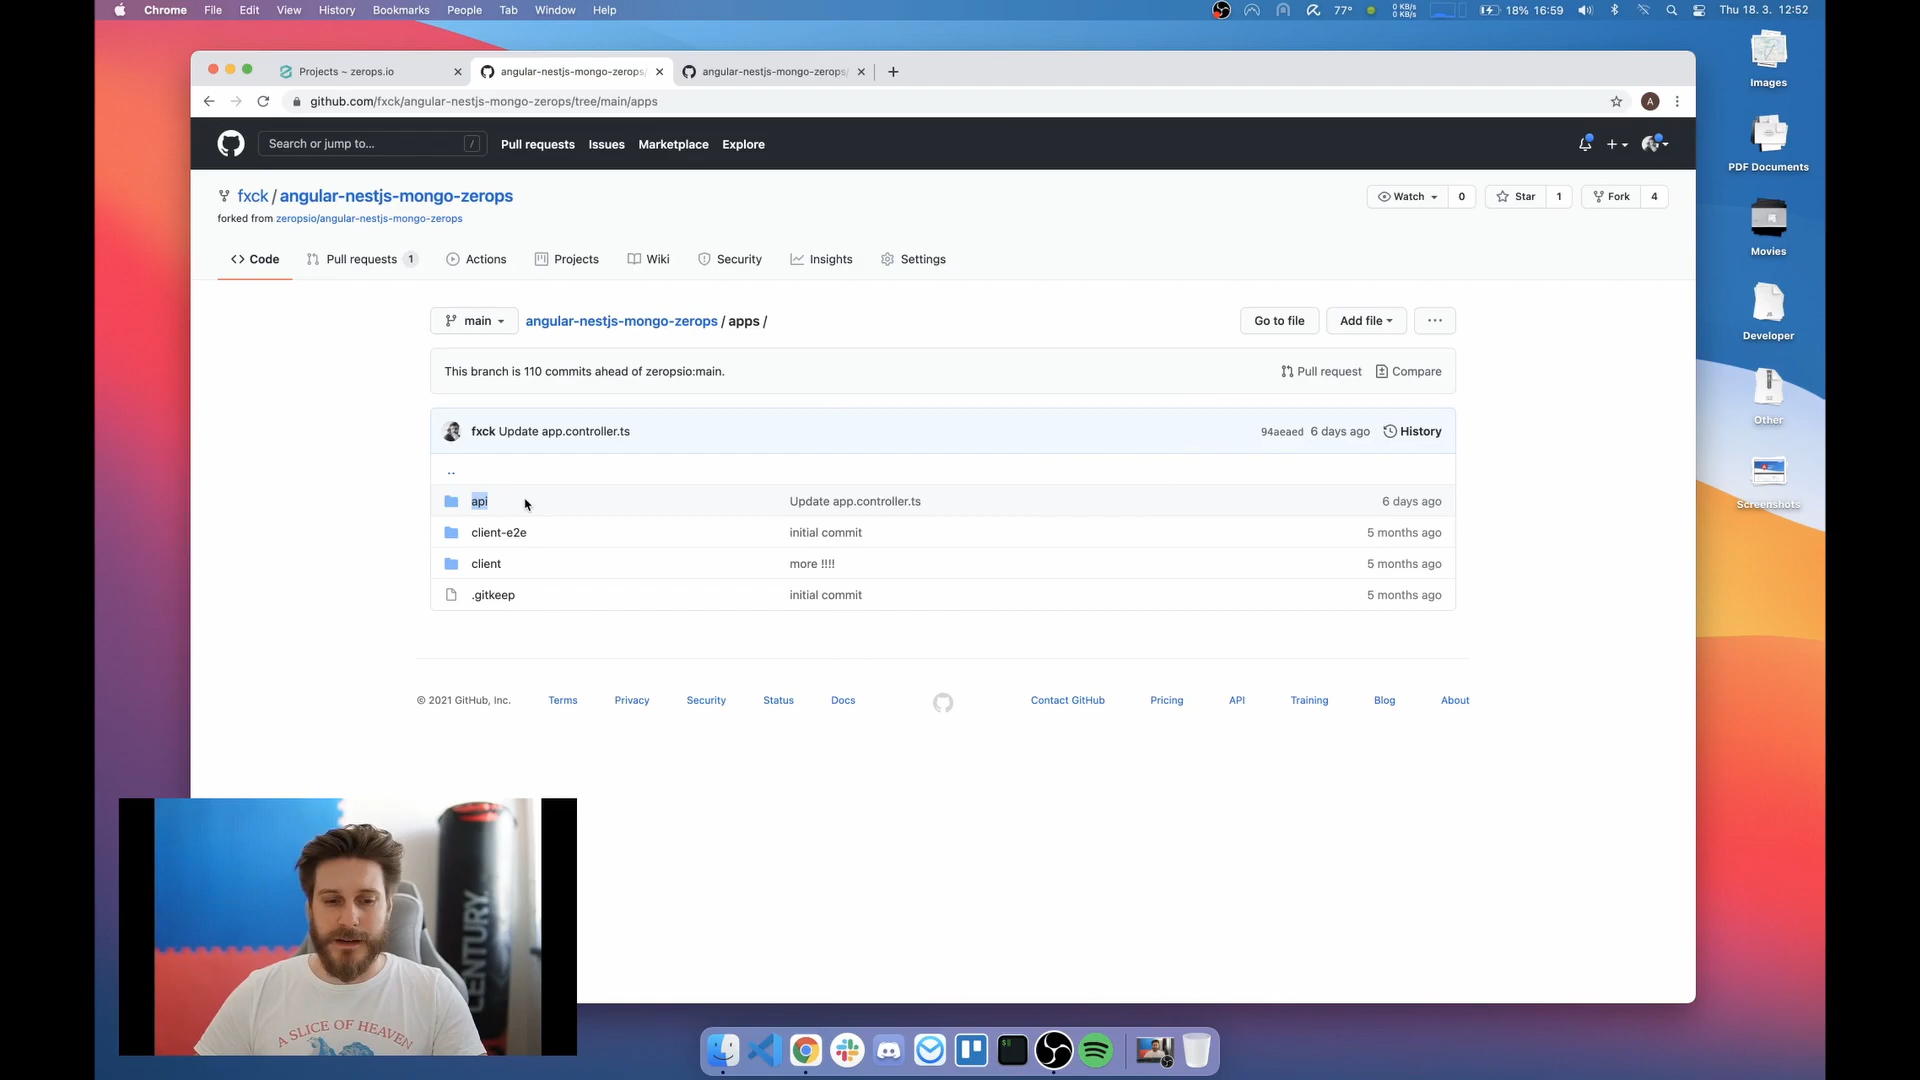 Chrome File Edit View History Bookmarks People Tab Window Help
77° 0 KB/s 0 KB/s 18% 16:59 Thu 18. 3. 12:52
Projects ~ zerops.io
angular-nestjs-mongo-zerops/
angular-nestjs-mongo-zerops/
github.com/fxck/angular-nestjs-mongo-zerops/tree/main/apps
A
Search or jump to... /
Pull requests Issues Marketplace Explore
fxck / angular-nestjs-mongo-zerops
Watch 0 Star 1 Fork 4
forked from zeropsio/angular-nestjs-mongo-zerops
Code Pull requests 1 Actions Projects Wiki Security Insights Settings
main angular-nestjs-mongo-zerops / apps /
Go to file Add file ...
This branch is 110 commits ahead of zeropsio:main.
Pull request Compare
fxck Update app.controller.ts
94aeaed 6 days ago History
..
api Update app.controller.ts 6 days ago
client-e2e initial commit 5 months ago
client more !!!! 5 months ago
.gitkeep initial commit 5 months ago
© 2021 GitHub, Inc. Terms Privacy Security Status Docs Contact GitHub Pricing API Training Blog About
Images
PDF Documents
Movies
Developer
Other
Screenshots
CENTURY.
A SLICE OF HEAVEN